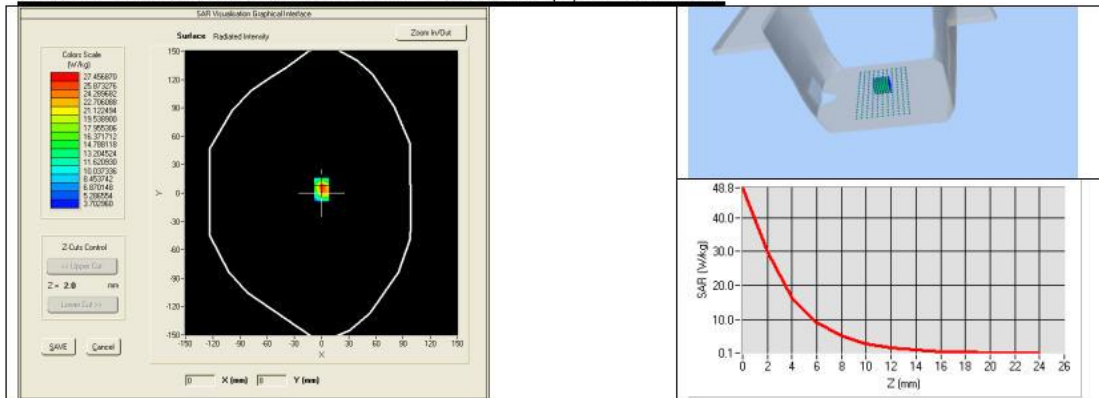 SAR Visualisation Graphical Interface
Surface Radiated Intensity
Zoom In/Out
Colors Scale
(W/kg)
27.456870
25.873276
24.289682
22.706088
21.122494
19.538900
17.955306
16.371712
14.788118
13.204524
11.620930
10.037336
8.453742
6.870148
5.286554
3.702960
150
120
90
60
30
0
-30
-60
-90
-120
-150
Y
-150 -120 -90 -60 -30 0 30 60 90 120 150
X
Z-Cuts Control
<< Upper Cut
Z = 2.0 mm
Lower Cut >>
SAVE Cancel
0 X (mm) 0 Y (mm)
48.8
40.0
30.0
20.0
10.0
0.1
SAR (W/kg)
0 2 4 6 8 10 12 14 16 18 20 22 24 26
Z (mm)